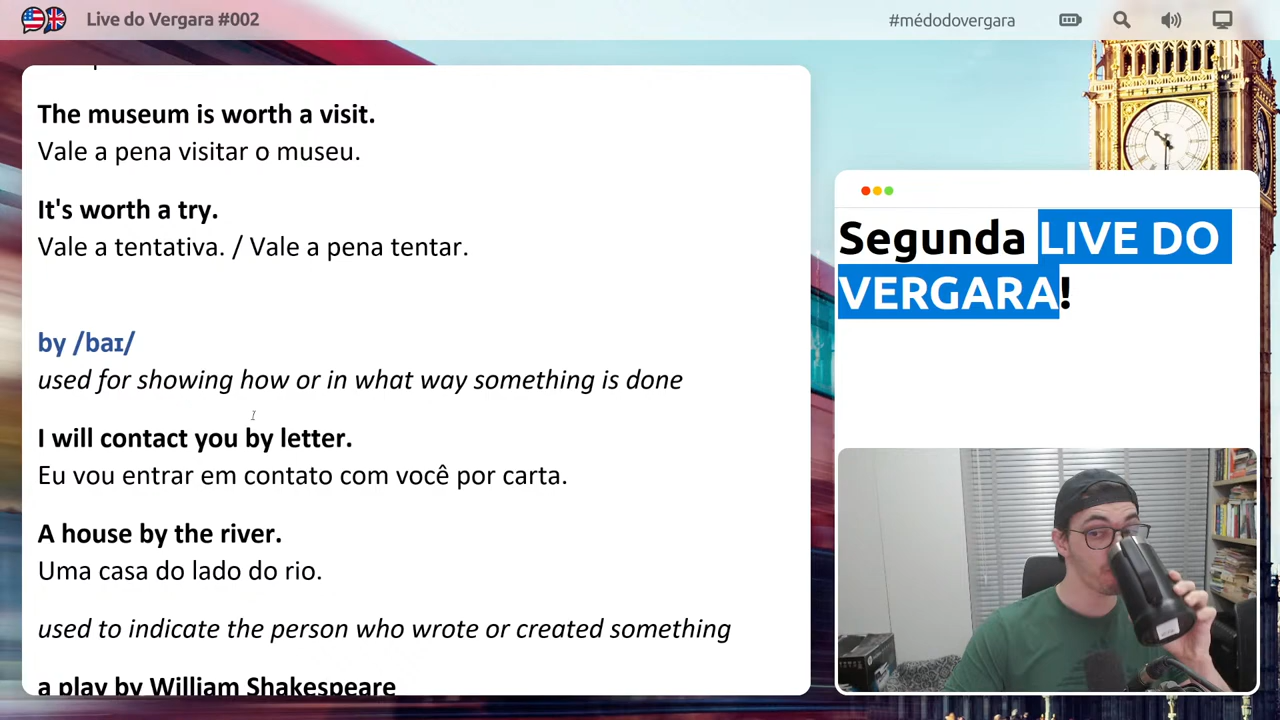 Live do Vergara #002
#médodovergara
The museum is worth a visit.
Vale a pena visitar o museu.
It's worth a try.
Vale a tentativa. / Vale a pena tentar.
by /baɪ/
used for showing how or in what way something is done
I will contact you by letter.
Eu vou entrar em contato com você por carta.
A house by the river.
Uma casa do lado do rio.
used to indicate the person who wrote or created something
a play by William Shakespeare
Segunda LIVE DO
VERGARA!